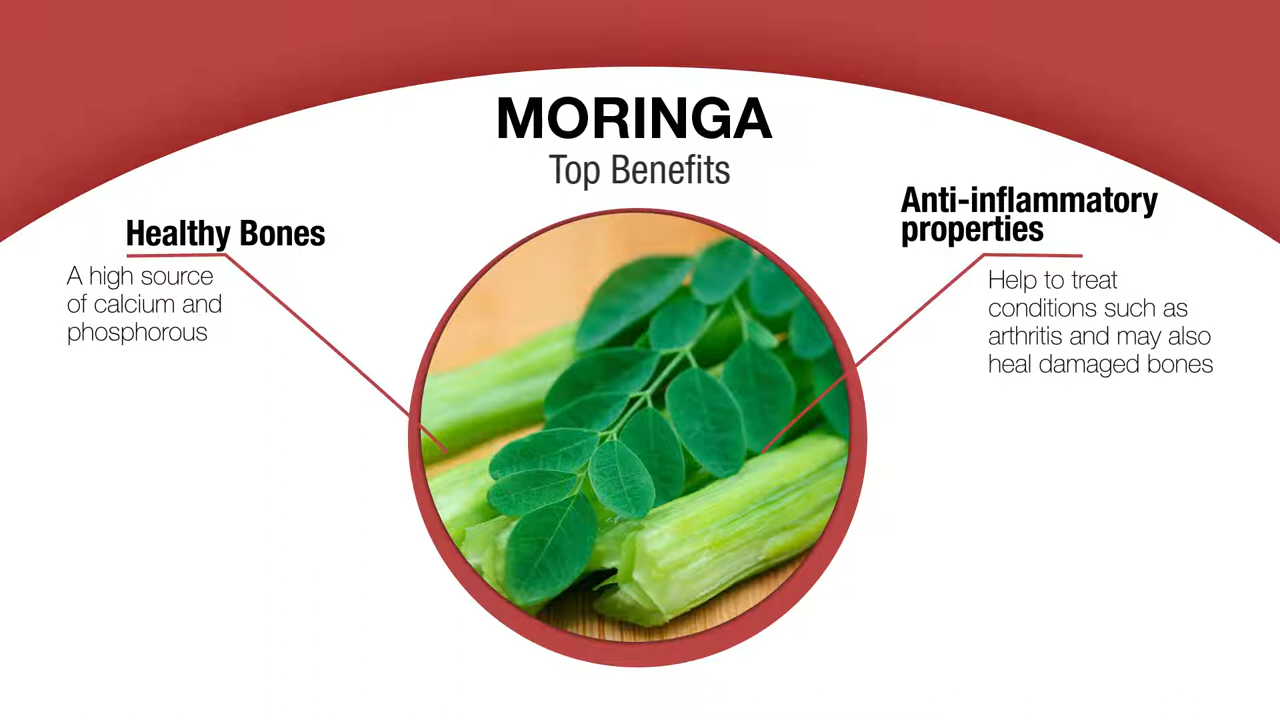 MORINGA
Top Benefits
Healthy Bones
A high source
of calcium and
phosphorous
Anti-inflammatory
properties
Help to treat
conditions such as
arthritis and may also
heal damaged bones